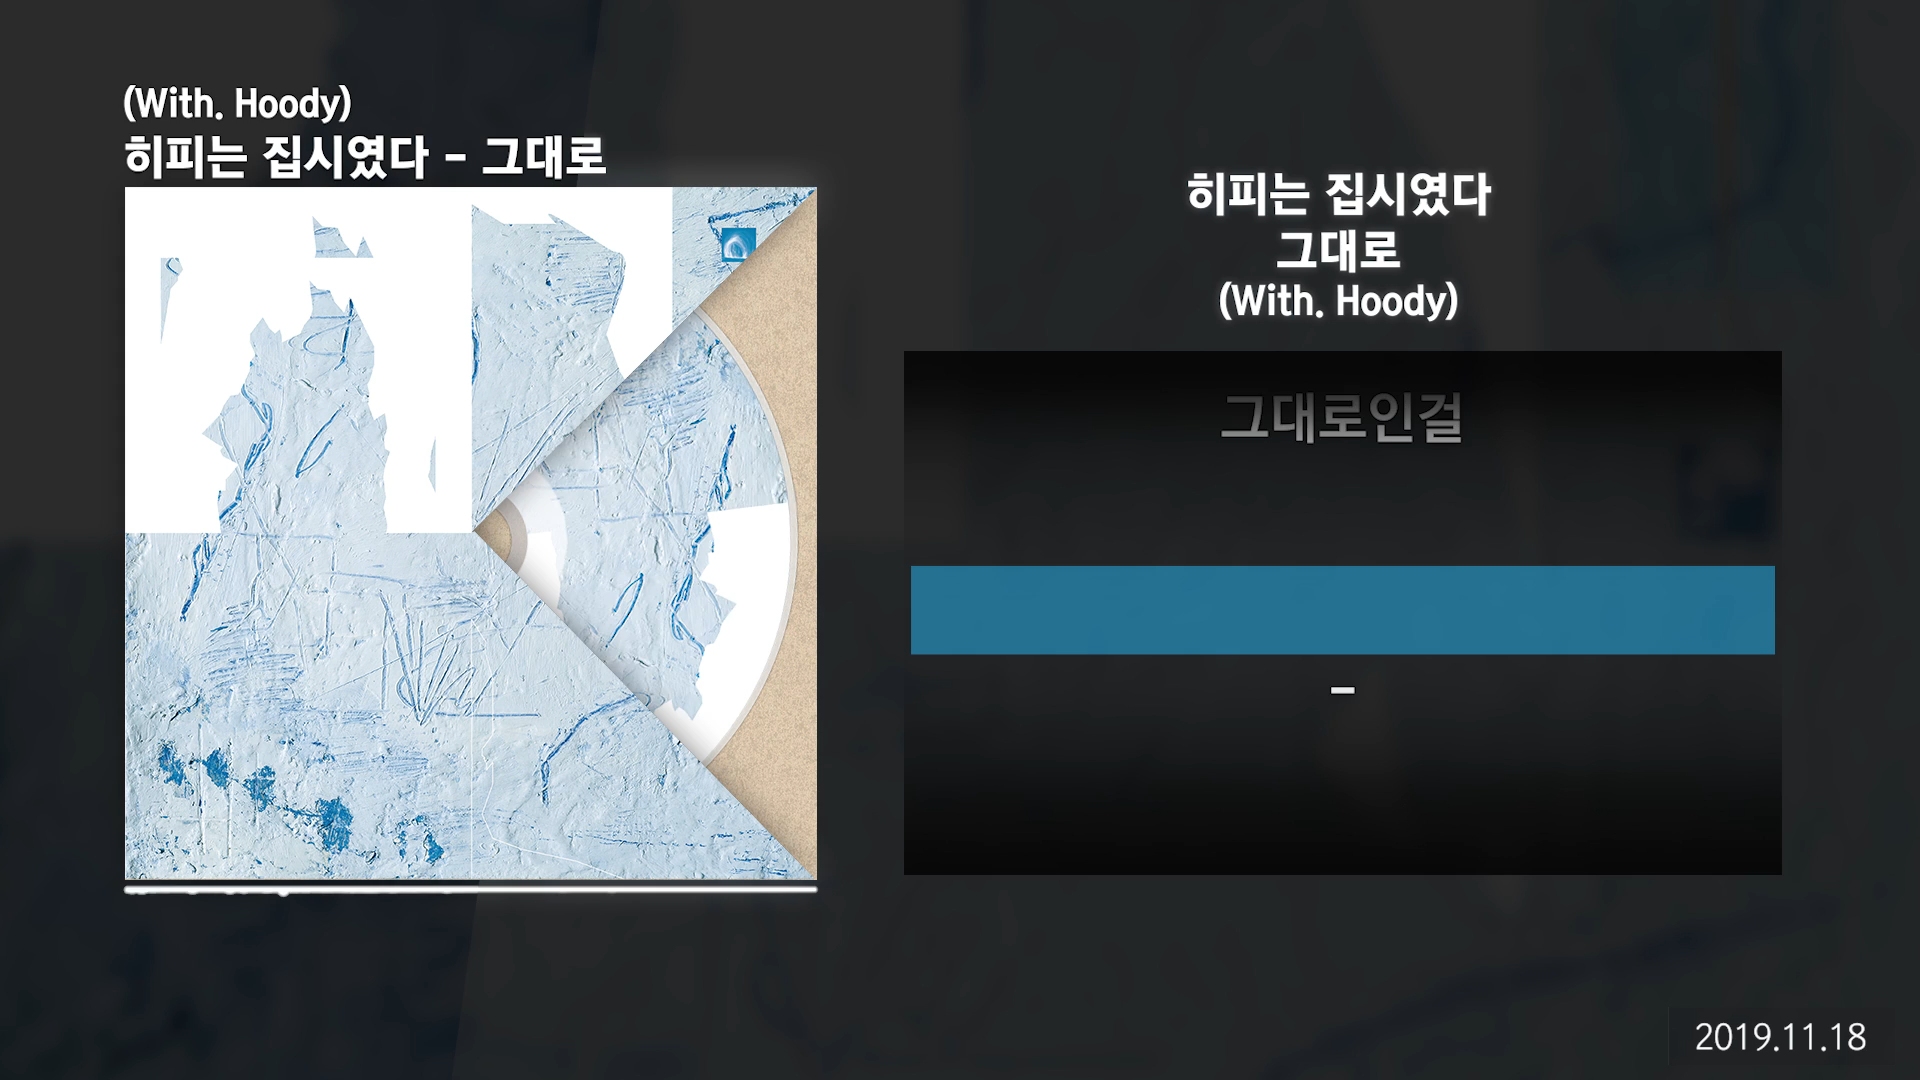 (With. Hoody)
히피는 집시였다 - 그대로
히피는 집시였다
그대로
(With. Hoody)
그대로인걸
-
2019.11.18